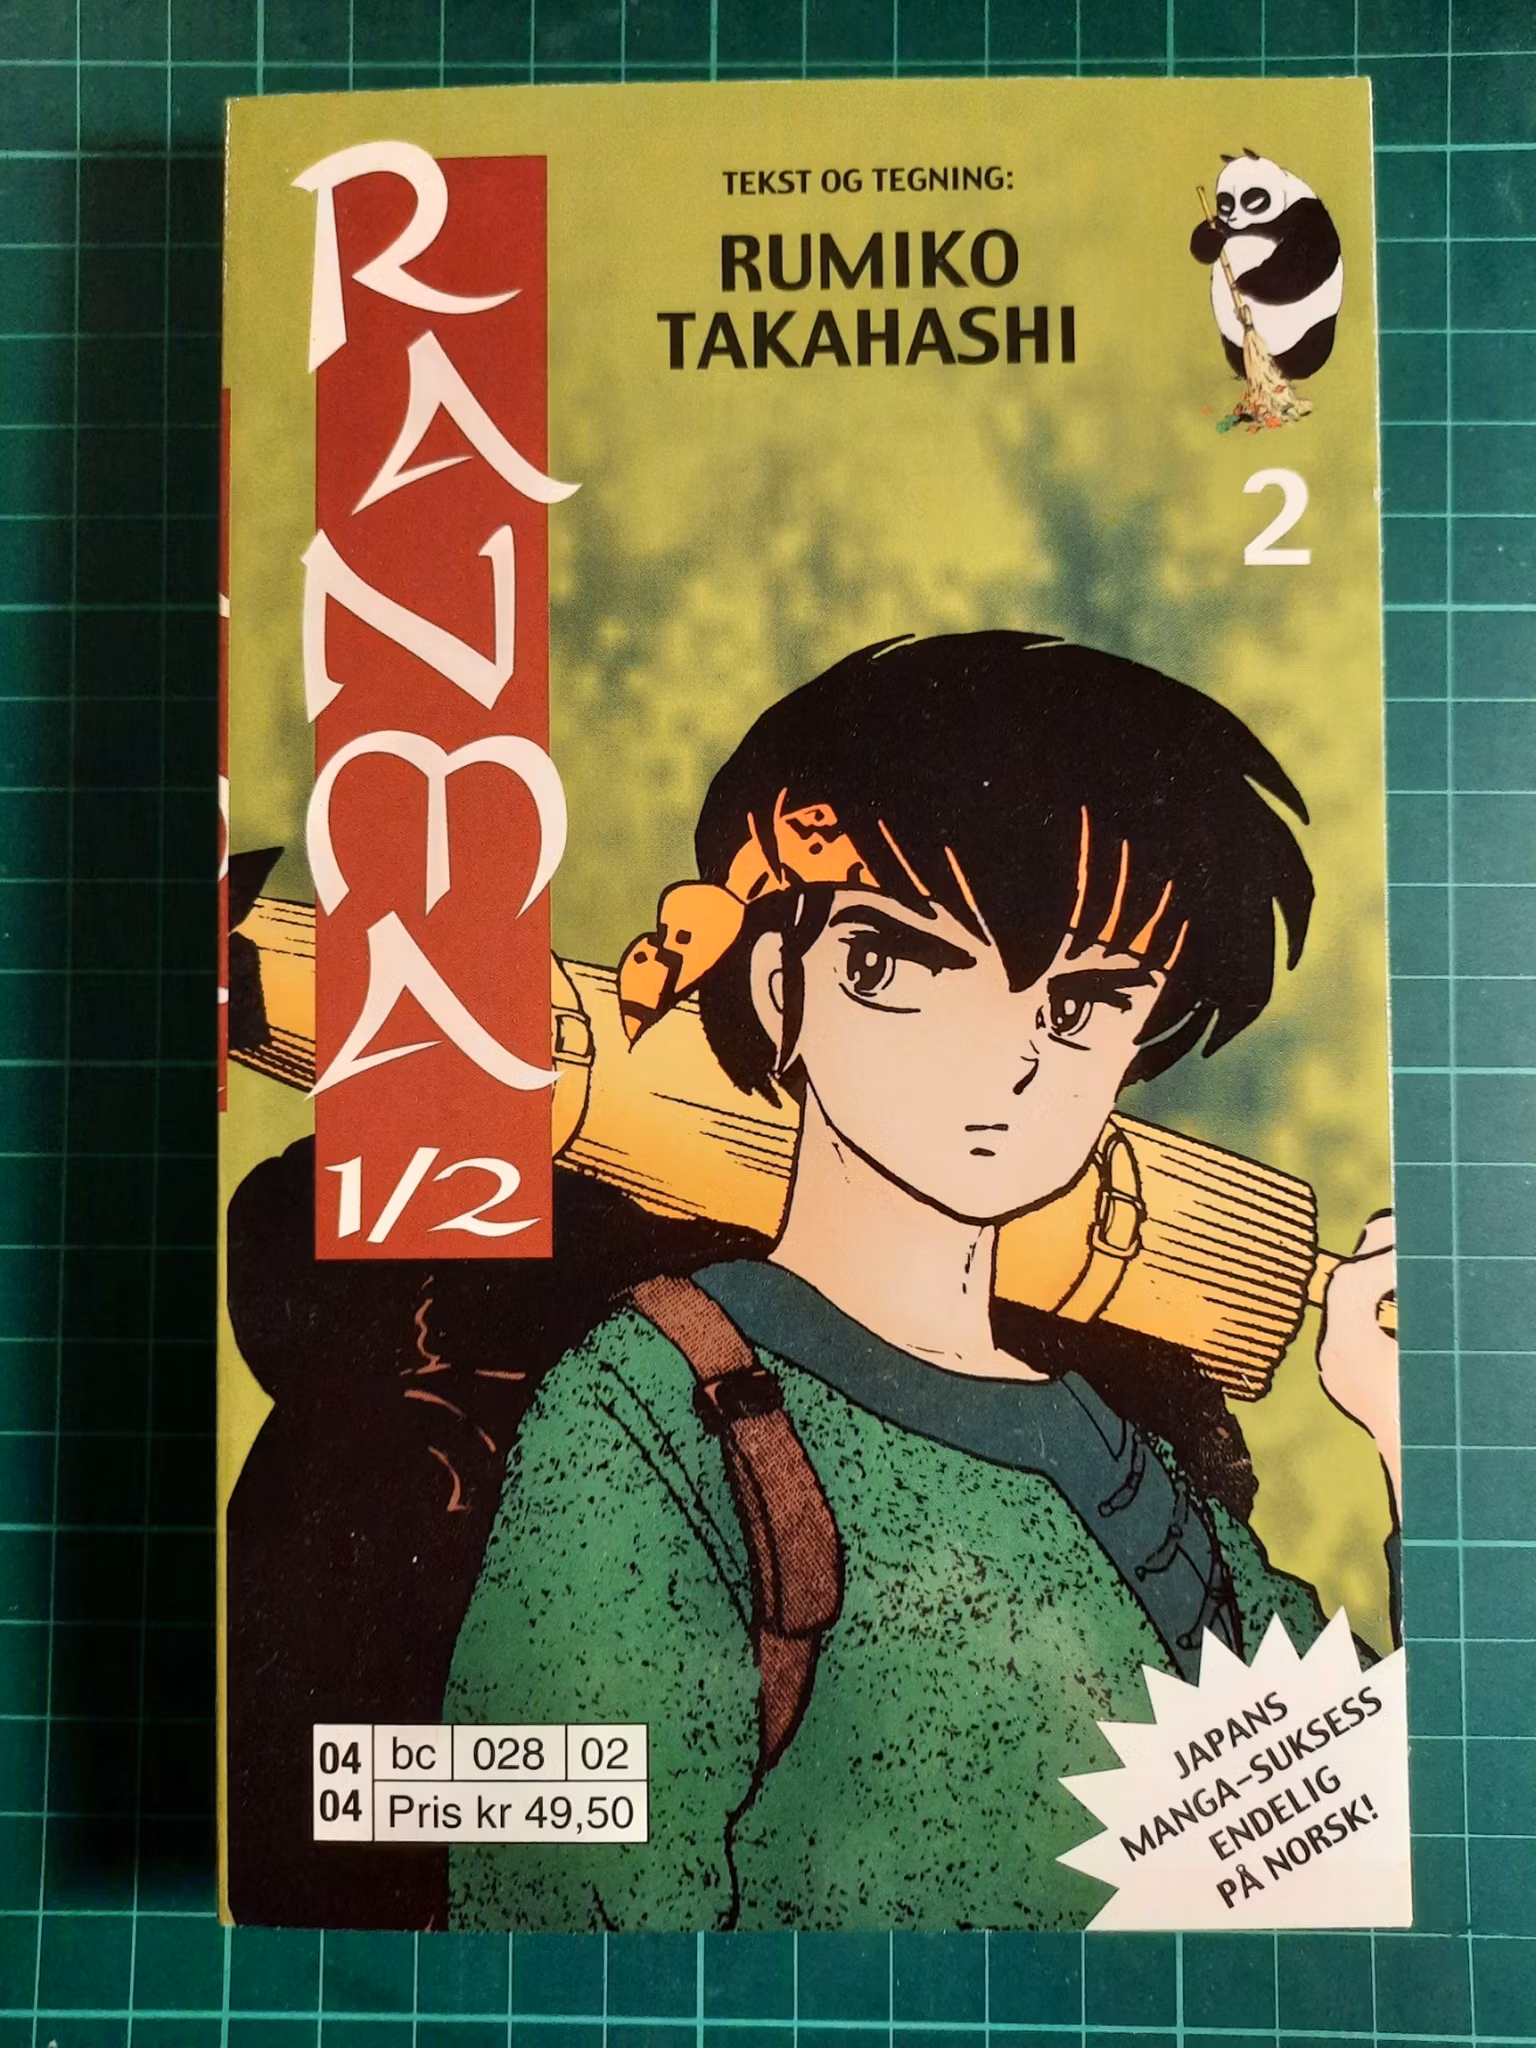 RANMA
1/2
TEKST OG TEGNING:
RUMIKO
TAKAHASHI
2
04 bc 028 02
04 Pris kr 49,50
JAPANS
MANGA-SUKSESS
ENDELIG
PÅ NORSK!